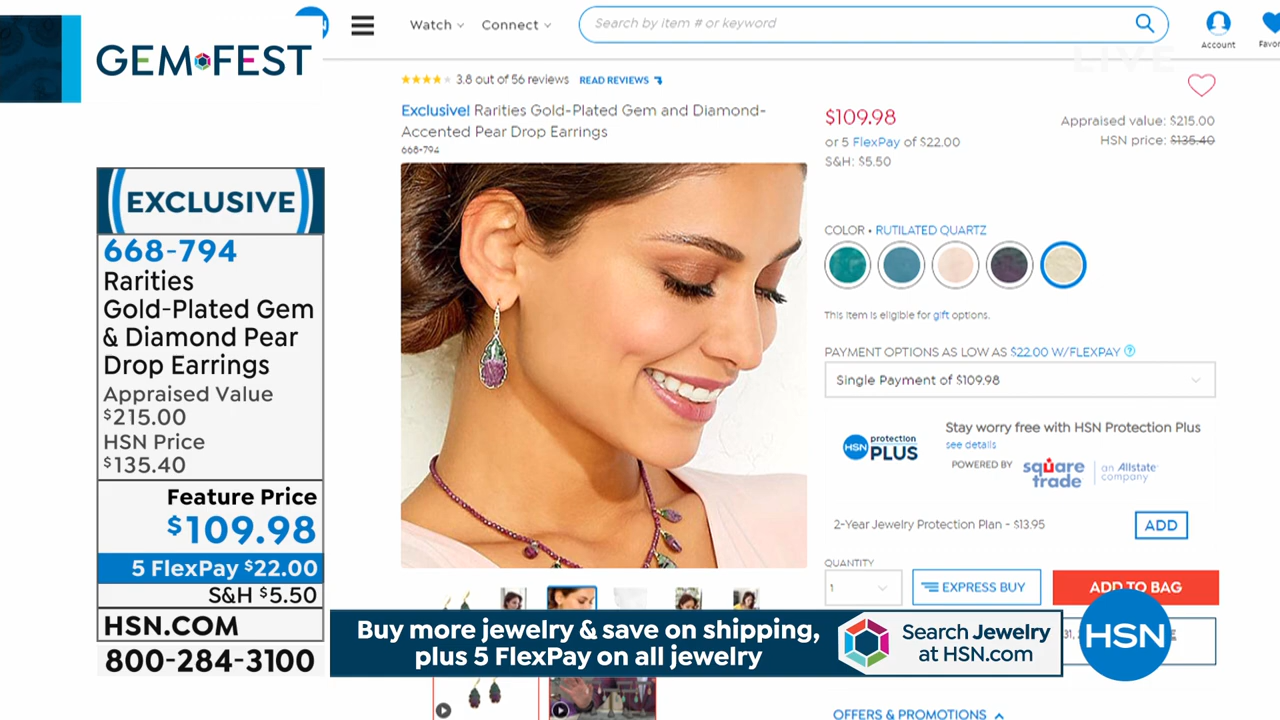 GEM FEST
EXCLUSIVE
668-794
Rarities
Gold-Plated Gem
& Diamond Pear
Drop Earrings
Appraised Value
$215.00
HSN Price
$135.40
Feature Price
$109.98
5 FlexPay $22.00
S&H $5.50
HSN.COM
800-284-3100
Watch
Connect
Search by item # or keyword
Account
LIVE
3.8 out of 56 reviews READ REVIEWS
Exclusive! Rarities Gold-Plated Gem and Diamond-
Accented Pear Drop Earrings
668-794
$109.98
or 5 FlexPay of $22.00
S&H: $5.50
Appraised value: $215.00
HSN price: $135.40
COLOR • RUTILATED QUARTZ
This item is eligible for gift options.
PAYMENT OPTIONS AS LOW AS $22.00 W/FLEXPAY ?
Single Payment of $109.98
HSN protection PLUS
Stay worry free with HSN Protection Plus
see details
POWERED BY square trade an Allstate company
2-Year Jewelry Protection Plan - $13.95
ADD
QUANTITY
1
EXPRESS BUY
ADD TO BAG
Buy more jewelry & save on shipping,
plus 5 FlexPay on all jewelry
Search Jewelry
at HSN.com
HSN
OFFERS & PROMOTIONS